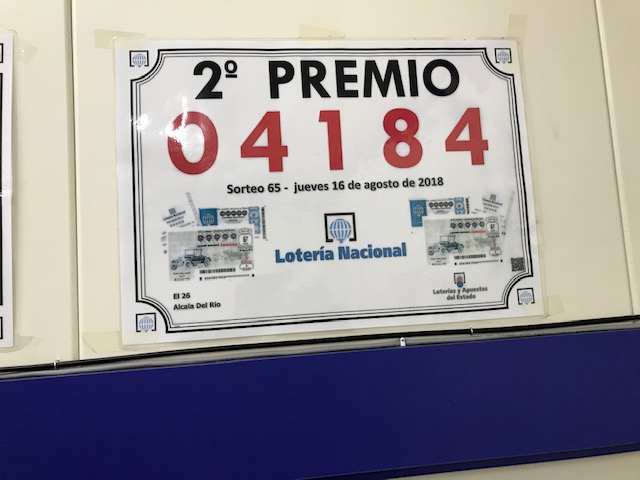 2º PREMIO
04184
Sorteo 65 - jueves 16 de agosto de 2018
Lotería Nacional
El 26
Alcala Del Rio
Loterías y Apuestas
del Estado